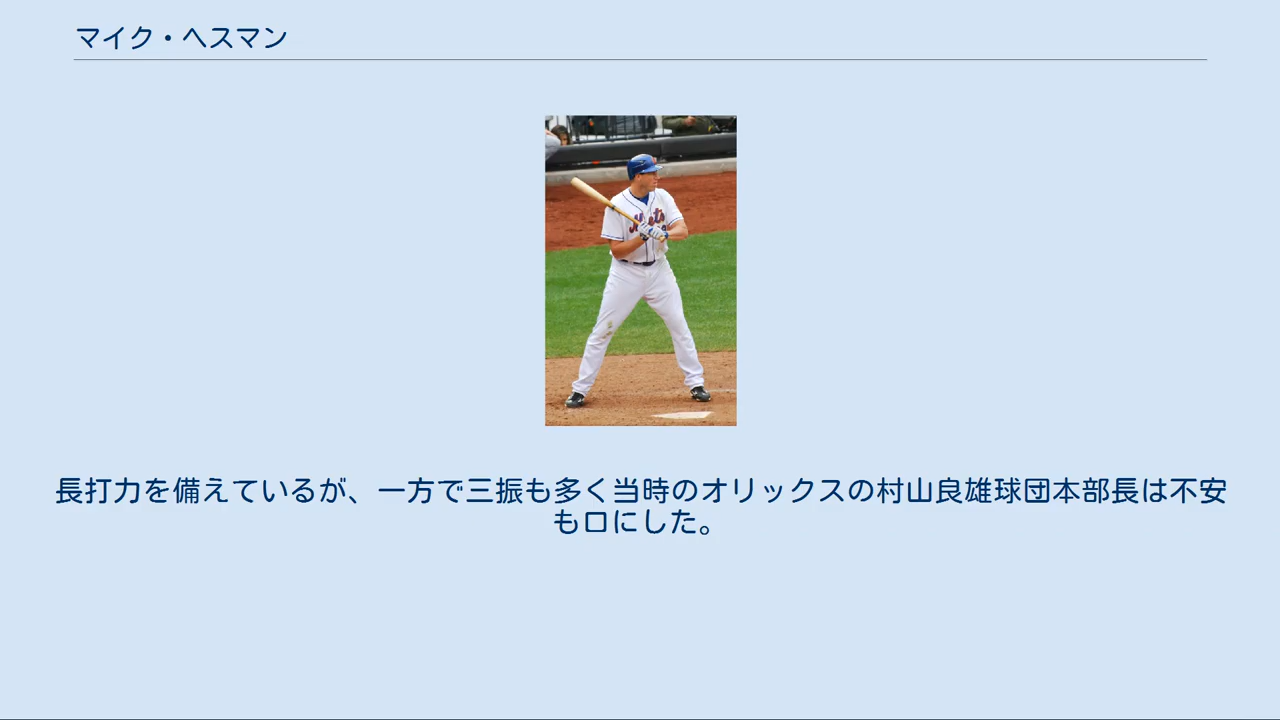 マイク・ヘスマン
Mets
長打力を備えているが、一方で三振も多く当時のオリックスの村山良雄球団本部長は不安
も口にした。